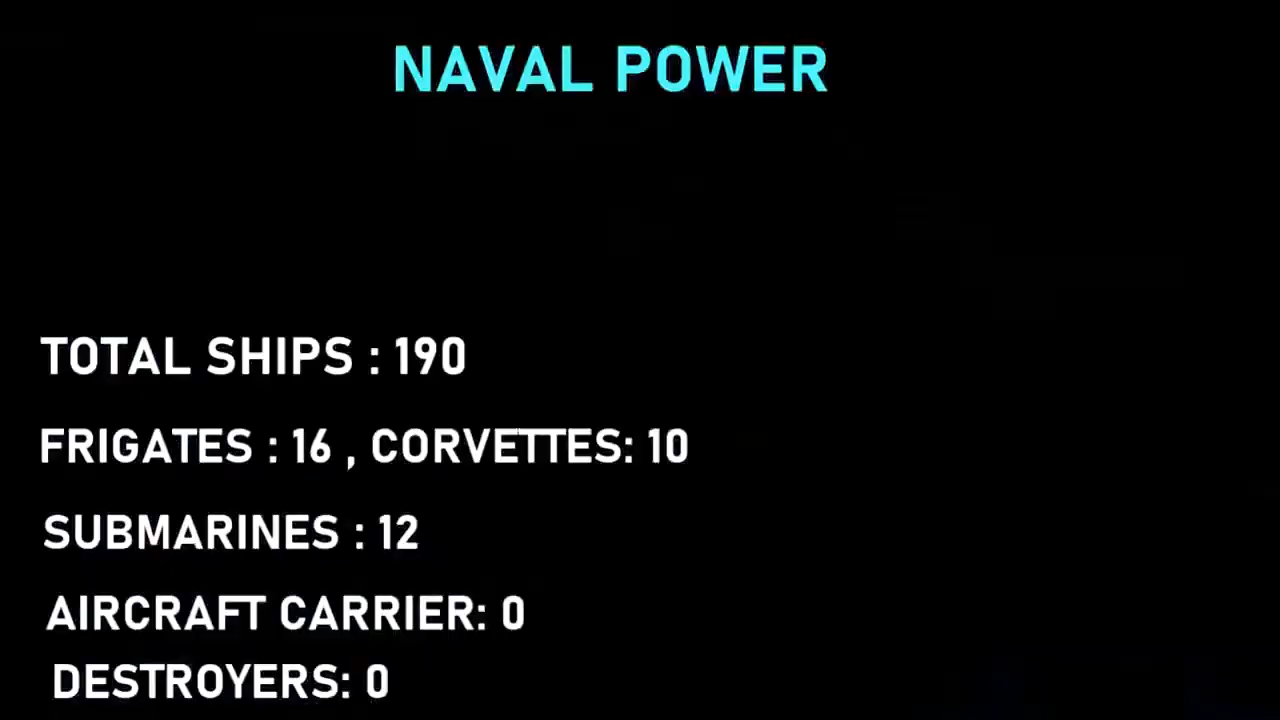 NAVAL POWER
TOTAL SHIPS : 190
FRIGATES : 16 , CORVETTES: 10
SUBMARINES : 12
AIRCRAFT CARRIER: 0
DESTROYERS: 0